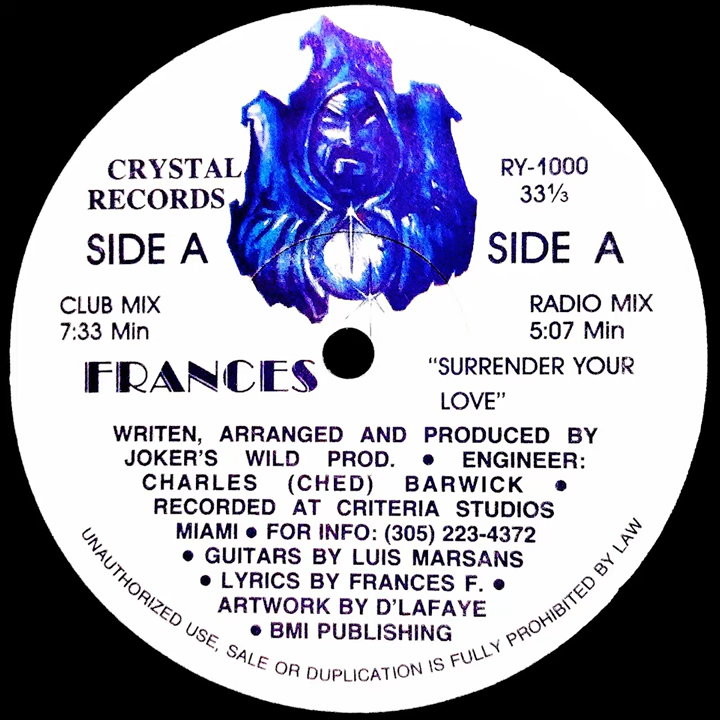 CRYSTAL
RECORDS
RY-1000
33⅓
SIDE A
SIDE A
CLUB MIX
7:33 Min
RADIO MIX
5:07 Min
FRANCES
"SURRENDER YOUR
LOVE"
WRITEN, ARRANGED AND PRODUCED BY
JOKER'S WILD PROD. • ENGINEER:
CHARLES (CHED) BARWICK •
RECORDED AT CRITERIA STUDIOS
MIAMI • FOR INFO: (305) 223-4372
• GUITARS BY LUIS MARSANS
• LYRICS BY FRANCES F. •
ARTWORK BY D'LAFAYE
• BMI PUBLISHING
UNAUTHORIZED USE, SALE OR DUPLICATION IS FULLY PROHIBITED BY LAW